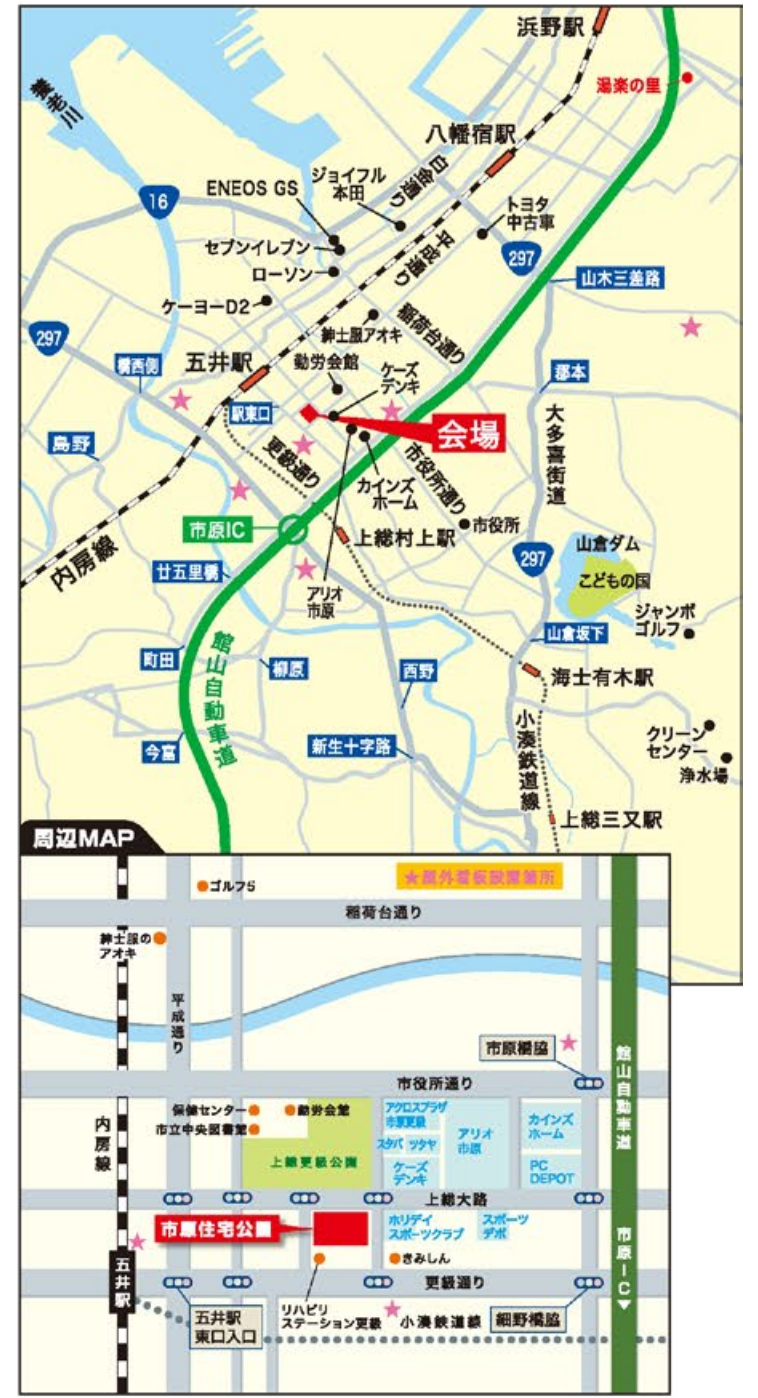 浜野駅
湯楽の里
養老川
八幡宿駅
白金通り
ジョイフル
本田
ENEOS GS
16
トヨタ
中古車
セブンイレブン
平成通り
297
ローソン
山木三差路
ケーヨーD2
稲荷台通り
紳士服アオキ
297
橋西側
五井駅
勤労会館
ケーズ
デンキ
郡本
駅東口
会場
大多喜街道
島野
更級通り
市役所通り
カインズ
ホーム
市役所
市原IC
上総村上駅
山倉ダム
内房線
297
廿五里橋
こどもの国
アリオ
市原
ジャンボ
ゴルフ
山倉坂下
町田
館山自動車道
柳原
西野
海士有木駅
小湊鉄道線
クリーン
センター
今富
新生十字路
浄水場
上総三又駅
周辺MAP
ゴルフ5
★屋外看板設置箇所
稲荷台通り
紳士服の
アオキ
平成通り
市原橋脇
館山自動車道
市役所通り
保健センター
勤労会館
アクロスプラザ
市原更級
市立中央図書館
内房線
スタバ ツタヤ
アリオ
市原
カインズ
ホーム
上総更級公園
ケーズ
デンキ
PC
DEPOT
上総大路
市原住宅公園
ホリデイ
スポーツクラブ
スポーツ
デポ
市原IC▼
きみしん
五井駅
更級通り
五井駅
東口入口
リハビリ
ステーション更級
小湊鉄道線
細野橋脇